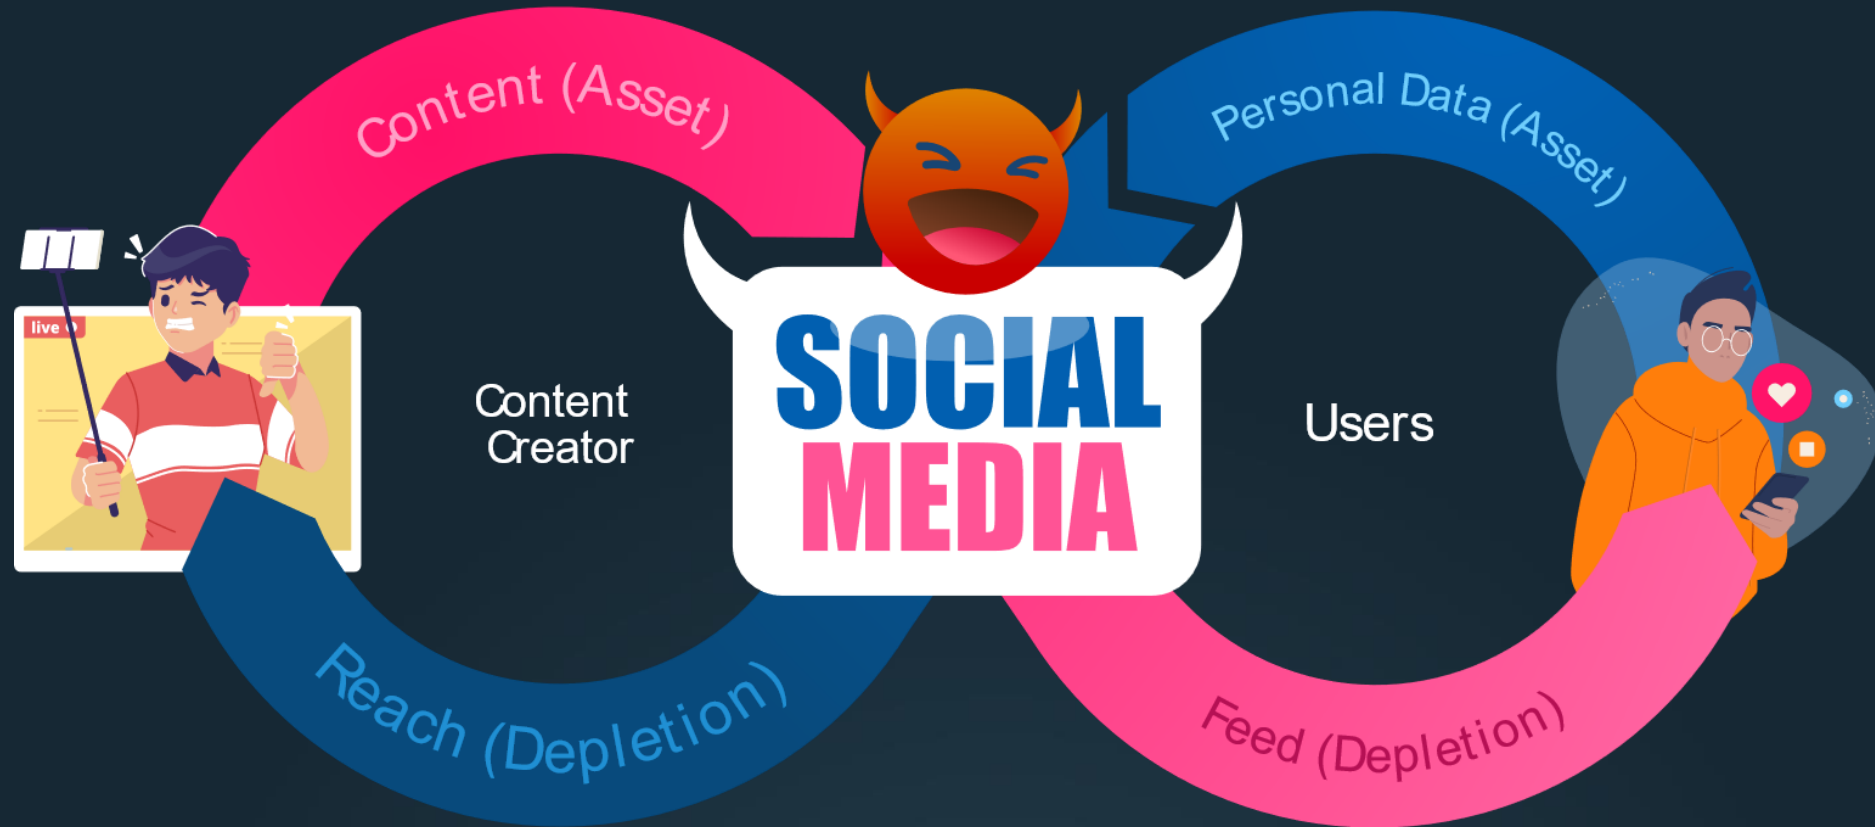 Content (Asset)
Personal Data (Asset)
live
Content
Creator
SOCIAL
MEDIA
Users
Reach (Depletion)
Feed (Depletion)